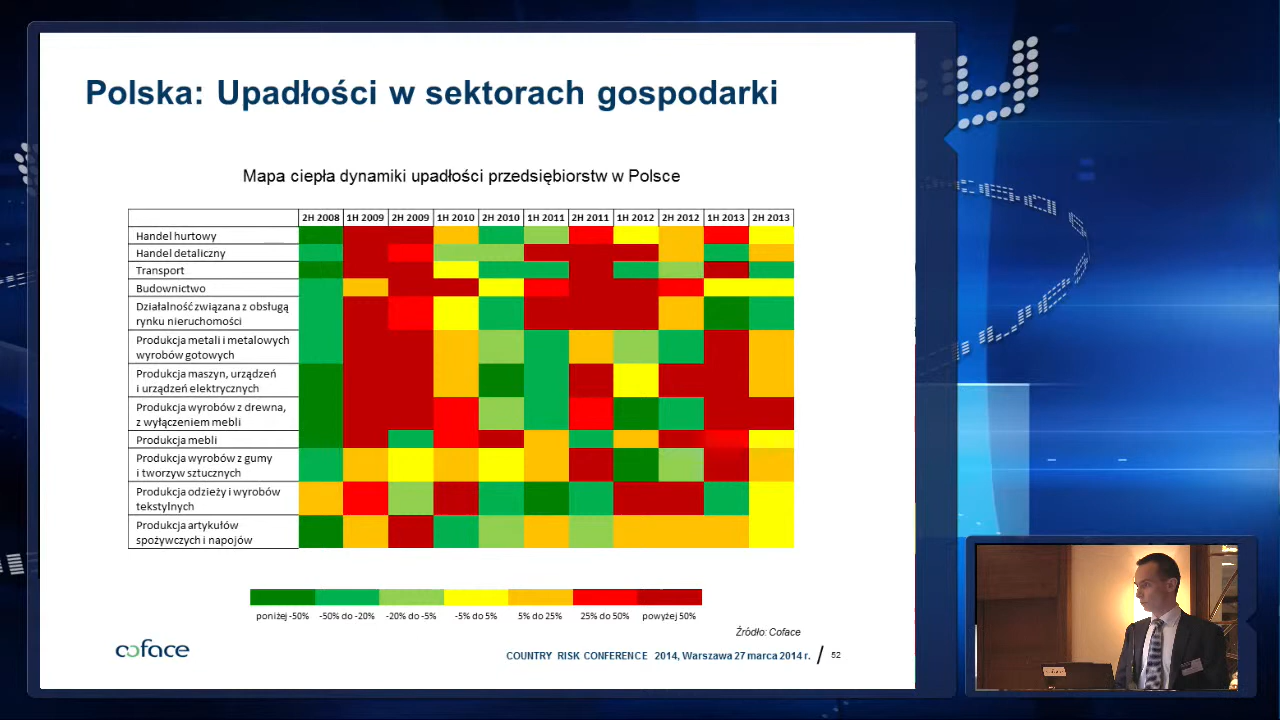 Polska: Upadłości w sektorach gospodarki
Mapa ciepła dynamiki upadłości przedsiębiorstw w Polsce
2H 2008 1H 2009 2H 2009 1H 2010 2H 2010 1H 2011 2H 2011 1H 2012 2H 2012 1H 2013 2H 2013
Handel hurtowy
Handel detaliczny
Transport
Budownictwo
Działalność związana z obsługą
rynku nieruchomości
Produkcja metali i metalowych
wyrobów gotowych
Produkcja maszyn, urządzeń
i urządzeń elektrycznych
Produkcja wyrobów z drewna,
z wyłączeniem mebli
Produkcja mebli
Produkcja wyrobów z gumy
i tworzyw sztucznych
Produkcja odzieży i wyrobów
tekstylnych
Produkcja artykułów
spożywczych i napojów
poniżej -50% -50% do -20% -20% do -5% -5% do 5% 5% do 25% 25% do 50% powyżej 50%
Źródło: Coface
coface
COUNTRY RISK CONFERENCE 2014, Warszawa 27 marca 2014 r. / 52